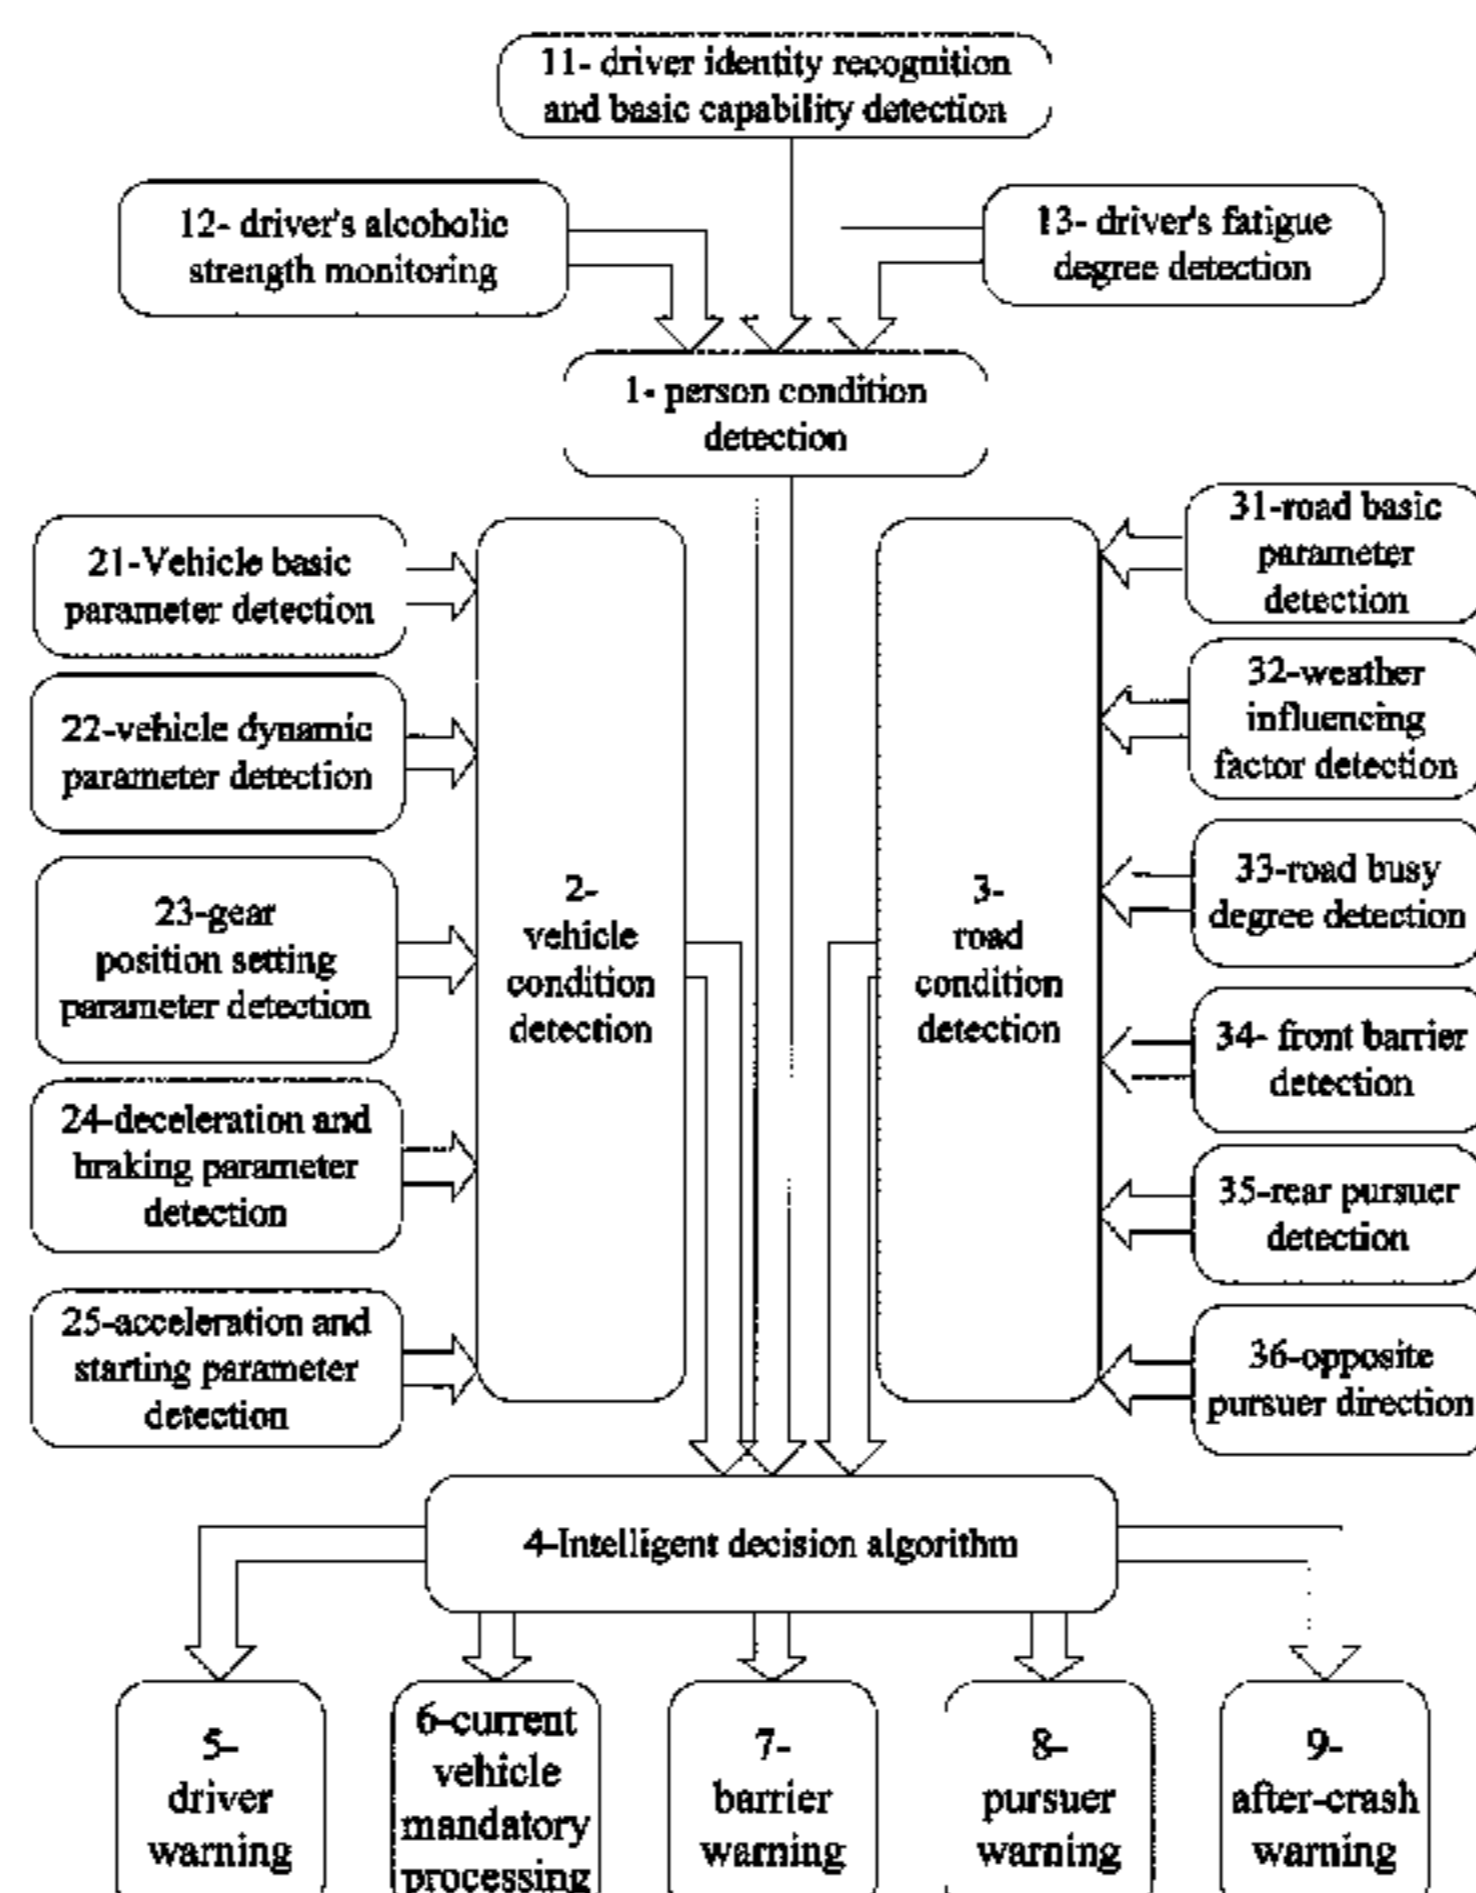 11- driver identity recognition
and basic capability detection
12- driver's alcoholic
strength monitoring
13- driver's fatigue
degree detection
1- person condition
detection
21-Vehicle basic
parameter detection
22-vehicle dynamic
parameter detection
23-gear
position setting
parameter detection
24-deceleration and
braking parameter
detection
25-acceleration and
starting parameter
detection
2-
vehicle
condition
detection
3-
road
condition
detection
31-road basic
parameter
detection
32-weather
influencing
factor detection
33-road busy
degree detection
34- front barrier
detection
35-rear pursuer
detection
36-opposite
pursuer direction
4-Intelligent decision algorithm
5-
driver
warning
6-current
vehicle
mandatory
processing
7-
barrier
warning
8-
pursuer
warning
9-
after-crash
warning